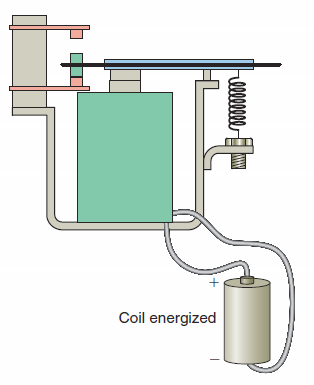 +
Coil energized
−